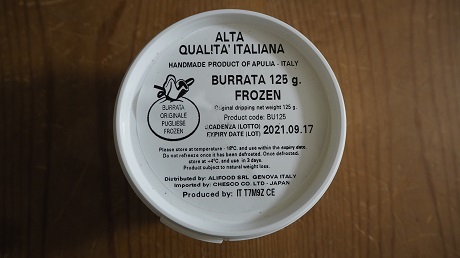 ALTA
QUAL!TA' ITALIANA
HANDMADE PRODUCT OF APULIA - ITALY
BURRATA 125 g.
FROZEN
Original dripping net weight 125 g.
Product code: BU125
SCADENZA (LOTTO)
EXPIRY DATE (LOT)
2021.09.17
BURRATA
ORIGINALE
PUGLIESE
FROZEN
Please store at temperature - 18°C. and use within the expiry date.
Do not refreeze once it has been defrosted. Once defrosted,
store at +4°C. and use in 3 days.
Product subject to natural weight loss.
Distributed by: ALIFOOD SRL GENOVA ITALY
Imported by: CHESCO CO. LTD - JAPAN
Produced by: IT T7M9Z CE